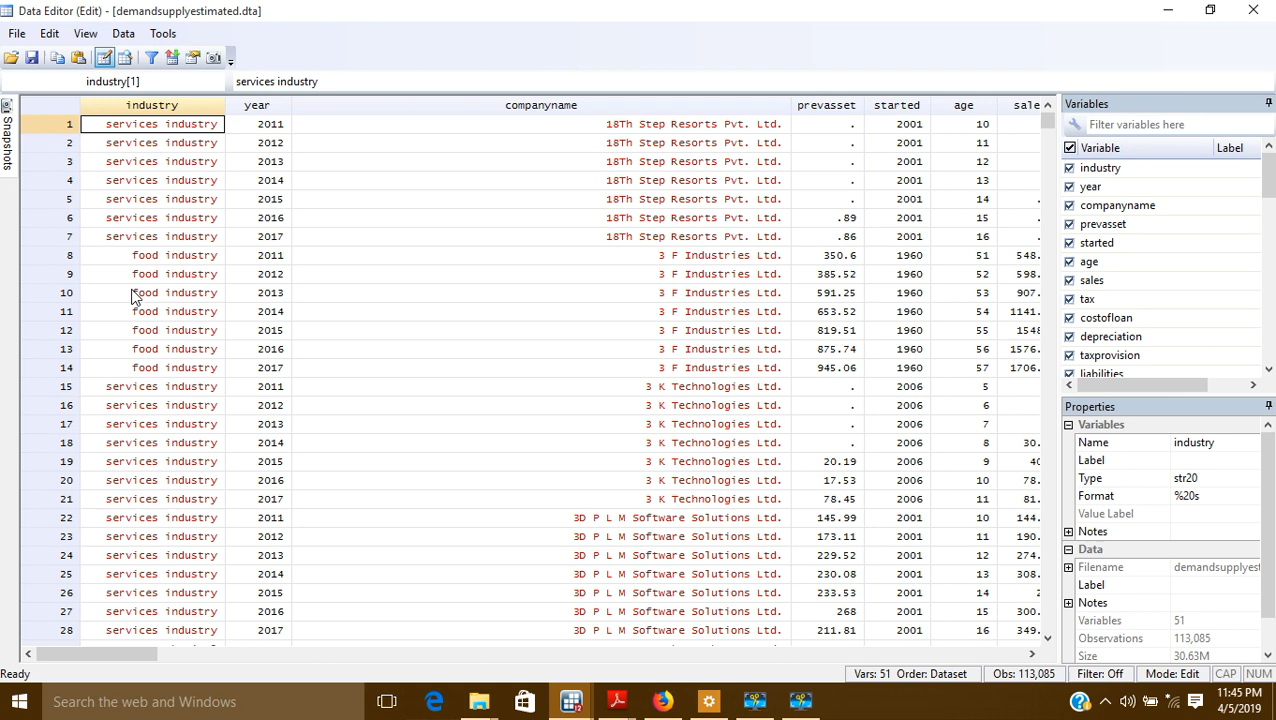 Data Editor (Edit) - [demandsupplyestimated.dta]
File Edit View Data Tools
industry[1] services industry
Snapshots
industry year companyname prevasset started age sale
1 services industry 2011 18Th Step Resorts Pvt. Ltd. . 2001 10
2 services industry 2012 18Th Step Resorts Pvt. Ltd. . 2001 11
3 services industry 2013 18Th Step Resorts Pvt. Ltd. . 2001 12
4 services industry 2014 18Th Step Resorts Pvt. Ltd. . 2001 13
5 services industry 2015 18Th Step Resorts Pvt. Ltd. . 2001 14 .
6 services industry 2016 18Th Step Resorts Pvt. Ltd. .89 2001 15 .
7 services industry 2017 18Th Step Resorts Pvt. Ltd. .86 2001 16 .
8 food industry 2011 3 F Industries Ltd. 350.6 1960 51 548.
9 food industry 2012 3 F Industries Ltd. 385.52 1960 52 598.
10 food industry 2013 3 F Industries Ltd. 591.25 1960 53 907.
11 food industry 2014 3 F Industries Ltd. 653.52 1960 54 1141.
12 food industry 2015 3 F Industries Ltd. 819.51 1960 55 1548
13 food industry 2016 3 F Industries Ltd. 875.74 1960 56 1576.
14 food industry 2017 3 F Industries Ltd. 945.06 1960 57 1706.
15 services industry 2011 3 K Technologies Ltd. . 2006 5
16 services industry 2012 3 K Technologies Ltd. . 2006 6
17 services industry 2013 3 K Technologies Ltd. . 2006 7
18 services industry 2014 3 K Technologies Ltd. . 2006 8 30.
19 services industry 2015 3 K Technologies Ltd. 20.19 2006 9 40
20 services industry 2016 3 K Technologies Ltd. 17.53 2006 10 78.
21 services industry 2017 3 K Technologies Ltd. 78.45 2006 11 81.
22 services industry 2011 3D P L M Software Solutions Ltd. 145.99 2001 10 144.
23 services industry 2012 3D P L M Software Solutions Ltd. 173.11 2001 11 190.
24 services industry 2013 3D P L M Software Solutions Ltd. 229.52 2001 12 274.
25 services industry 2014 3D P L M Software Solutions Ltd. 230.08 2001 13 308.
26 services industry 2015 3D P L M Software Solutions Ltd. 233.53 2001 14 2
27 services industry 2016 3D P L M Software Solutions Ltd. 268 2001 15 300.
28 services industry 2017 3D P L M Software Solutions Ltd. 211.81 2001 16 349.
Variables
Filter variables here
Variable Label
industry
year
companyname
prevasset
started
age
sales
tax
costofloan
depreciation
taxprovision
liabilities
Properties
Variables
Name industry
Label
Type str20
Format %20s
Value Label
Notes
Data
Filename demandsupplyest
Label
Notes
Variables 51
Observations 113,085
Size 30.63M
Ready Vars: 51 Order: Dataset Obs: 113,085 Filter: Off Mode: Edit CAP NUM
Search the web and Windows
11:45 PM
4/5/2019